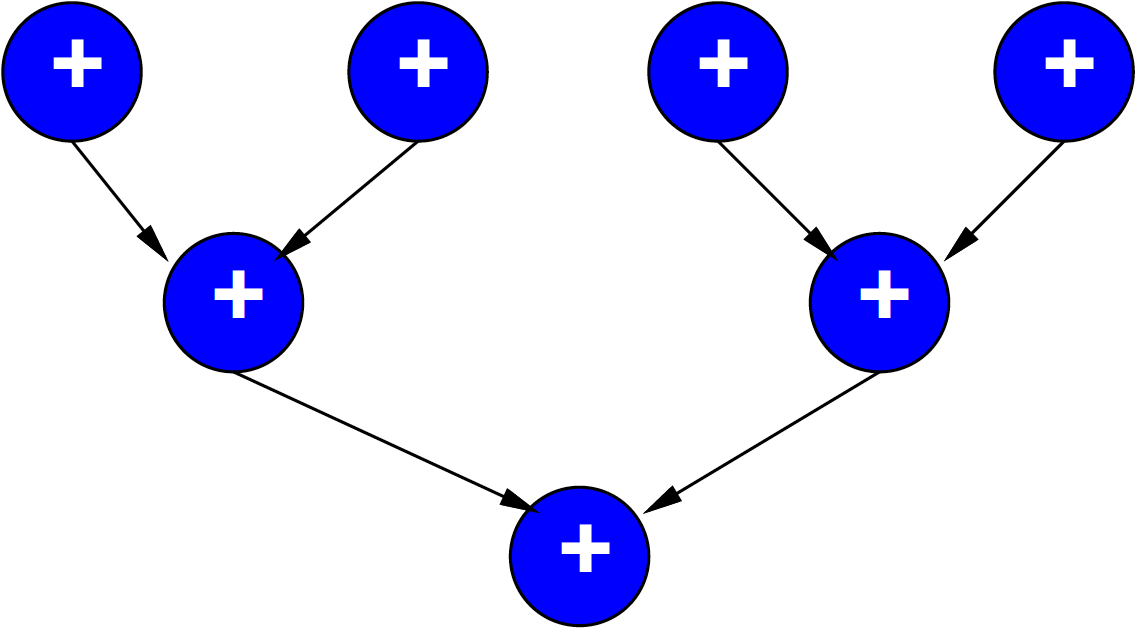 + + + +
+ +
+